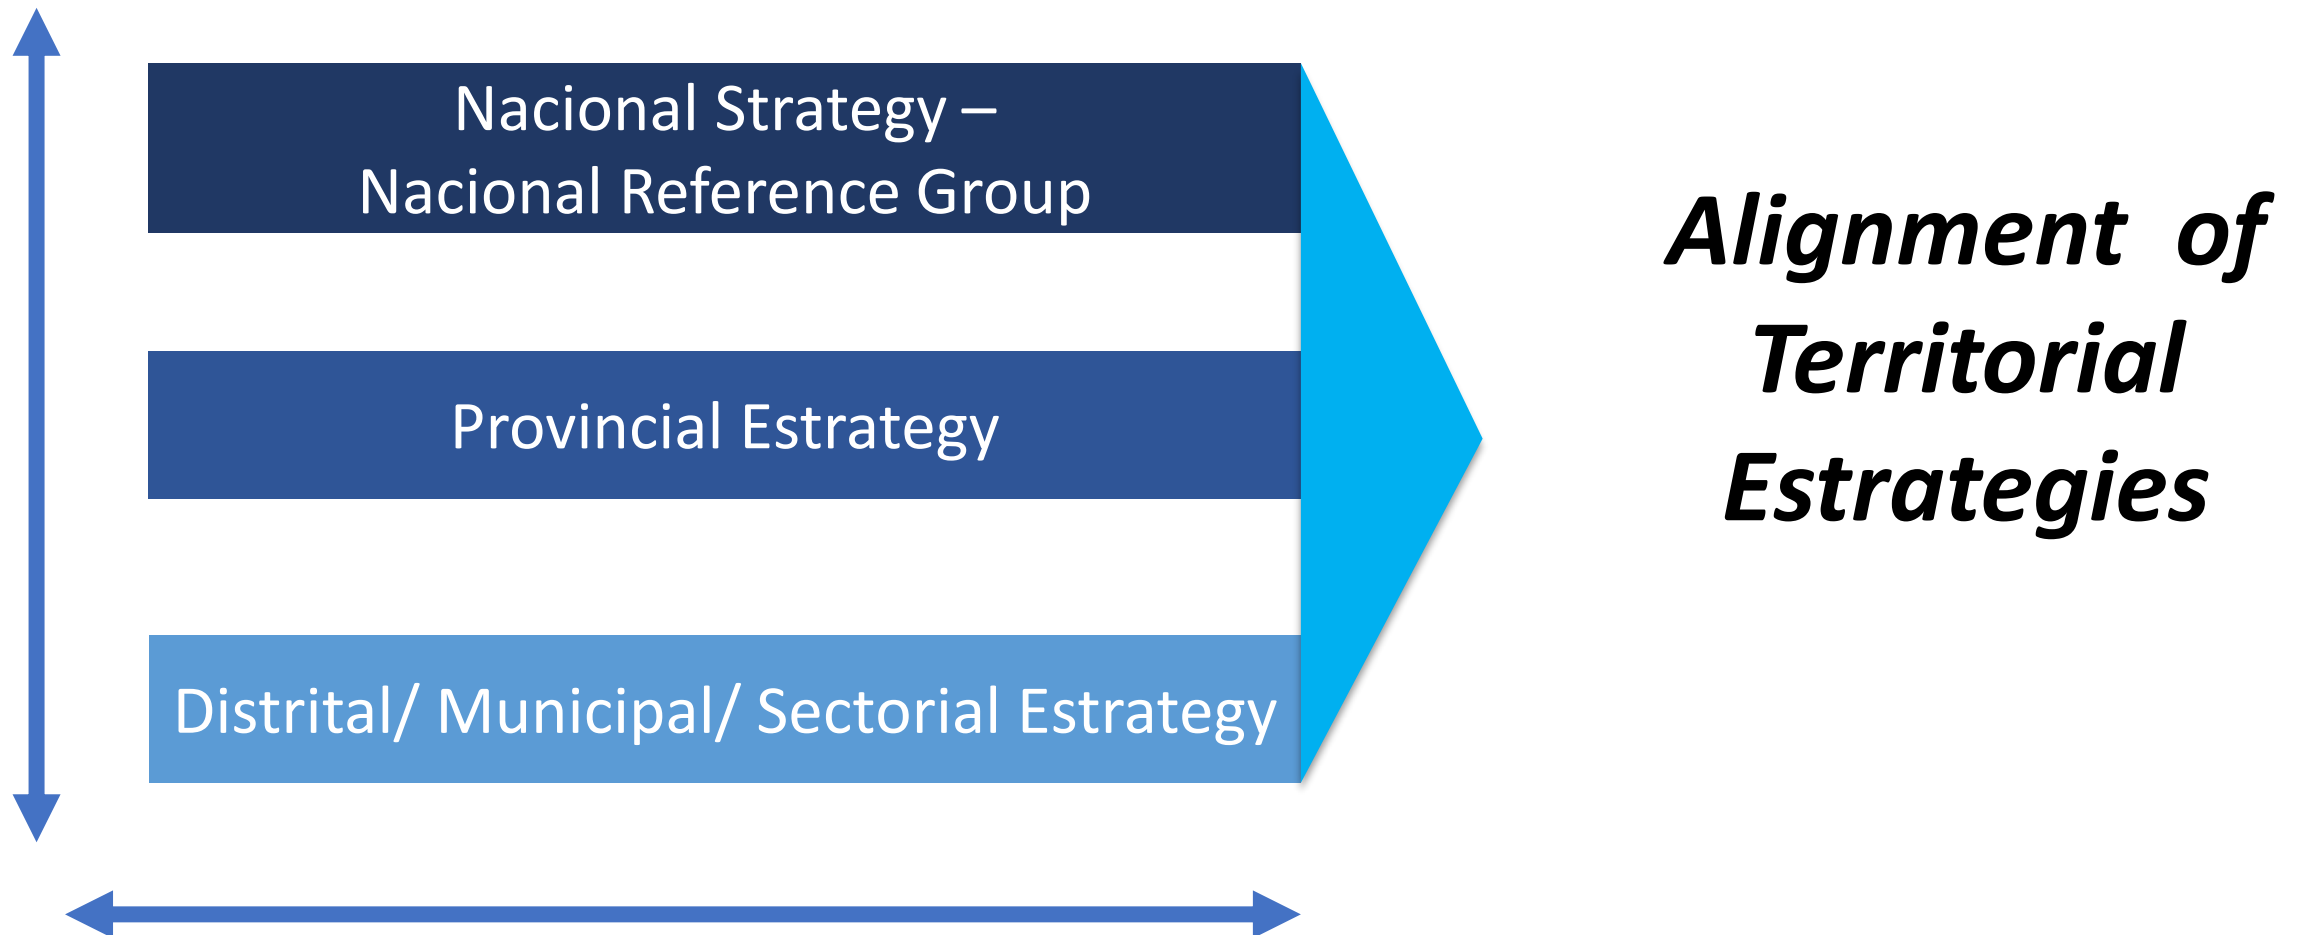 Nacional Strategy –
Nacional Reference Group
Provincial Estrategy
Distrital/ Municipal/ Sectorial Estrategy
Alignment of
Territorial
Estrategies